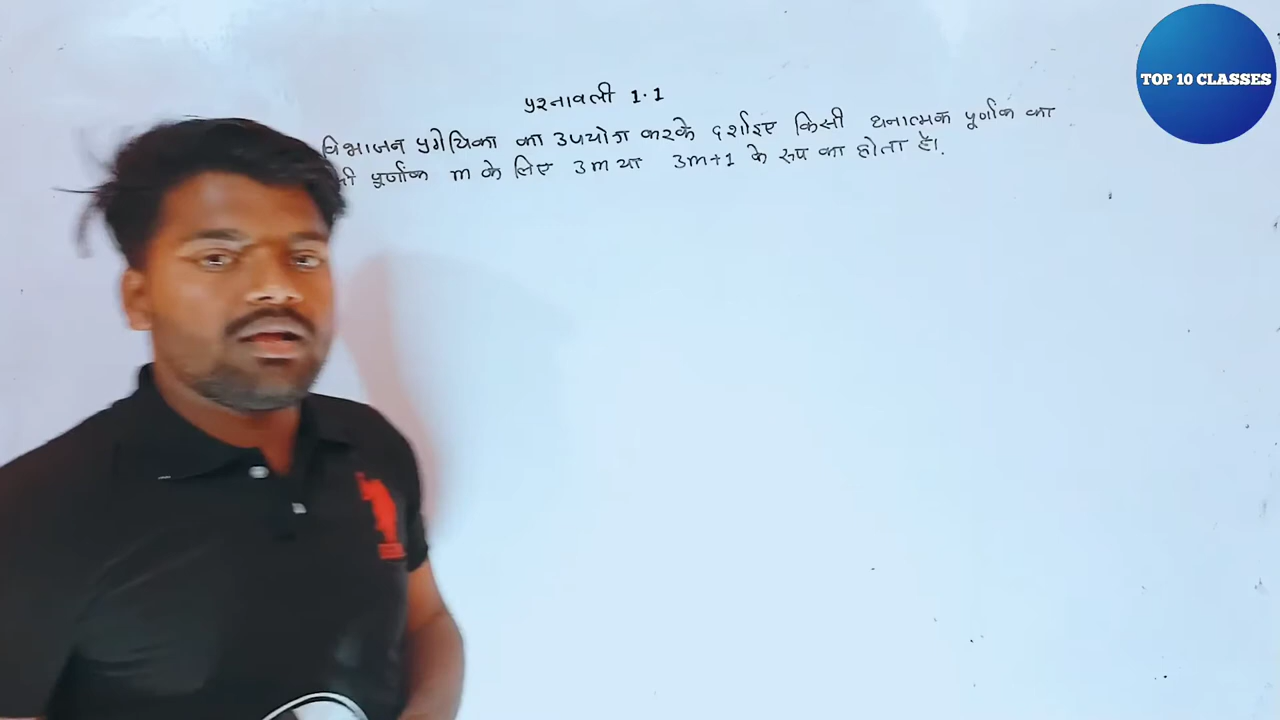 प्रश्नावली 1.1
विभाजन प्रमेयिका का उपयोग करके दर्शाइए किसी धनात्मक पूर्णांक का
पूर्णांक m के लिए 3m या 3m+1 के रूप का होता है।
TOP 10 CLASSES